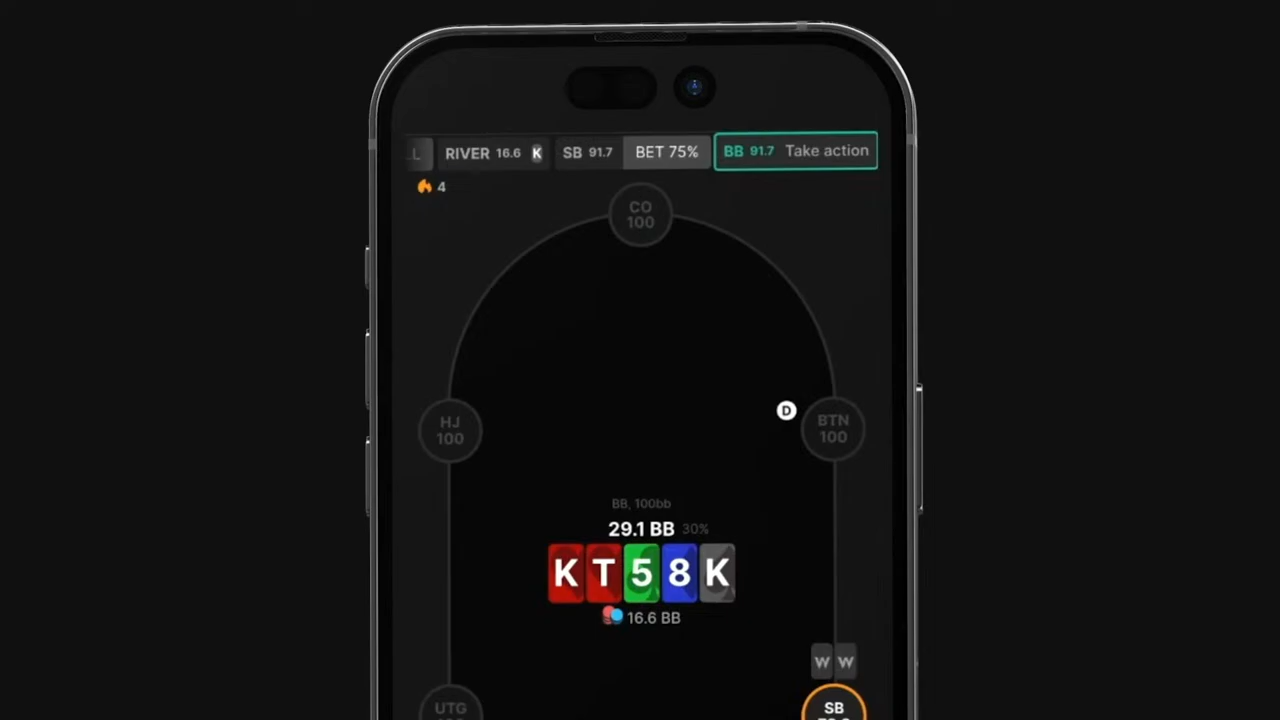 RIVER 16.6 K SB 91.7 BET 75% BB 91.7 Take action
4
CO
100
D
HJ
100
BTN
100
BB, 100bb
29.1 BB 30%
K T 5 8 K
16.6 BB
W W
UTG
SB